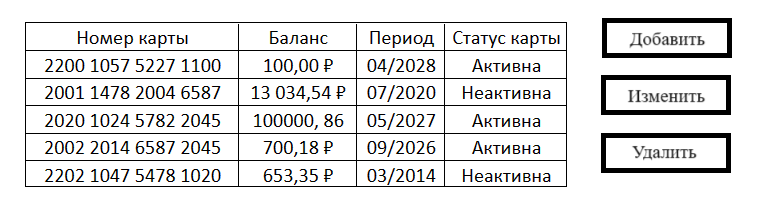 Номер карты Баланс Период Статус карты
2200 1057 5227 1100 100,00 ₽ 04/2028 Активна
2001 1478 2004 6587 13 034,54 ₽ 07/2020 Неактивна
2020 1024 5782 2045 100000, 86 05/2027 Активна
2002 2014 6587 2045 700,18 ₽ 09/2026 Активна
2202 1047 5478 1020 653,35 ₽ 03/2014 Неактивна
Добавить
Изменить
Удалить